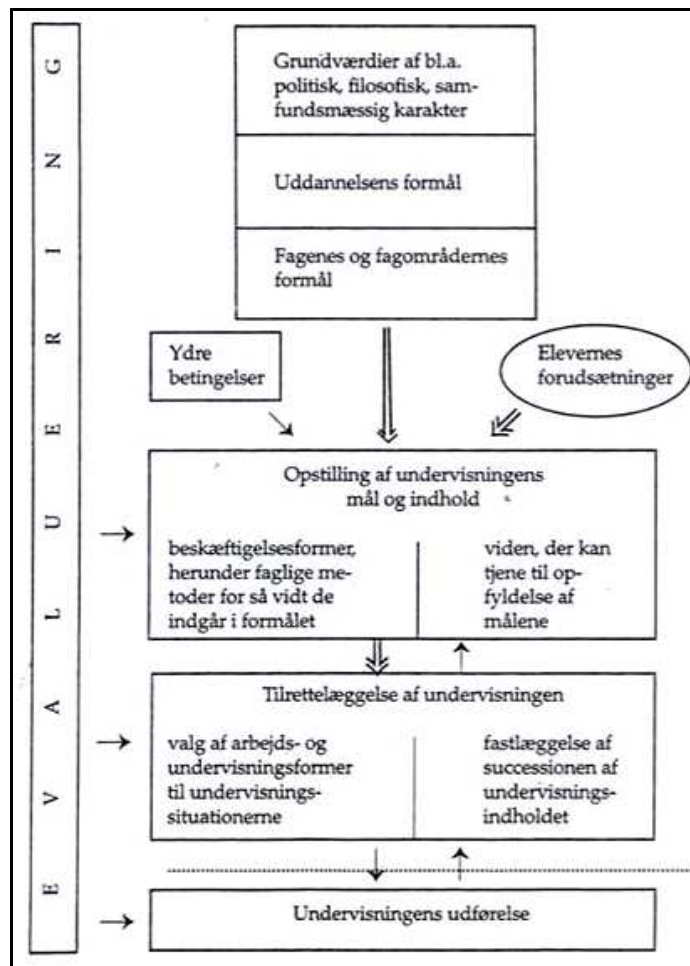 EVALUERING
Grundværdier af bl.a.
politisk, filosofisk, sam-
fundsmæssig karakter
Uddannelsens formål
Fagenes og fagområdernes
formål
Ydre
betingelser
Elevernes
forudsætninger
Opstilling af undervisningens
mål og indhold
beskæftigelsesformer,
herunder faglige me-
toder for så vidt de
indgår i formålet
viden, der kan
tjene til op-
fyldelse af
målene
Tilrettelæggelse af undervisningen
valg af arbejds- og
undervisningsformer
til undervisnings-
situationerne
fastlæggelse af
successionen af
undervisnings-
indholdet
Undervisningens udførelse